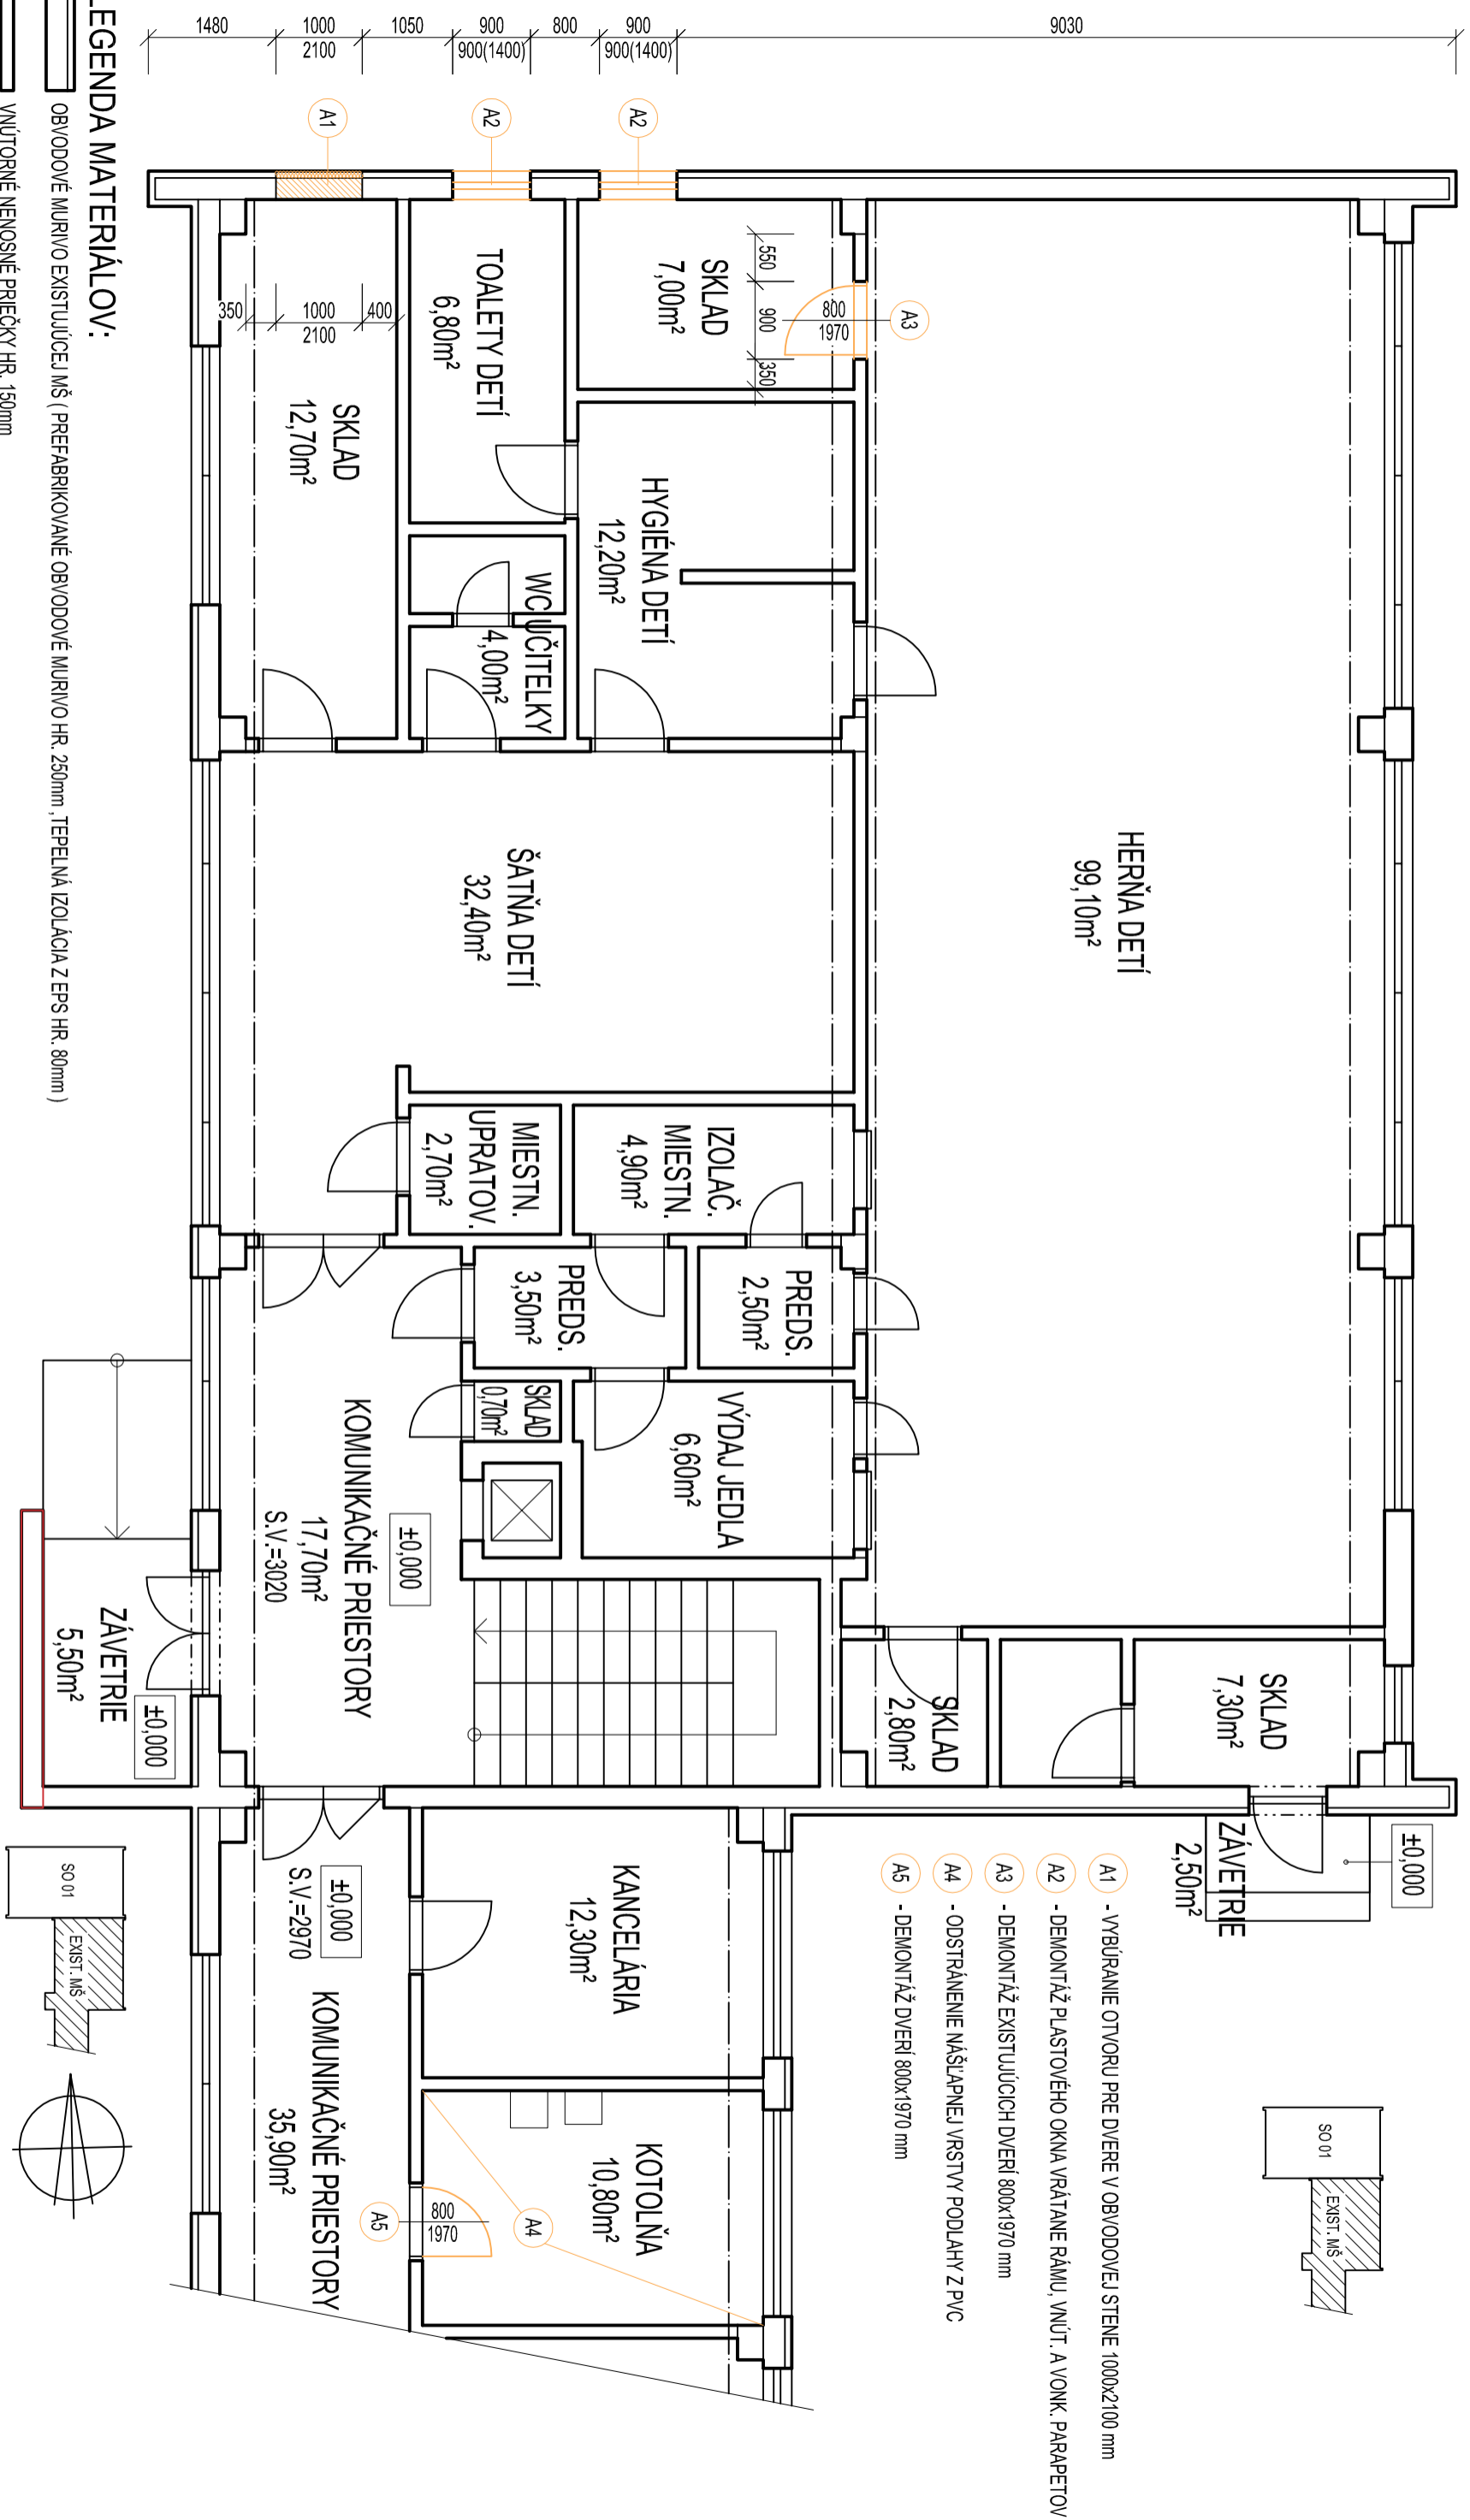 ±0,000
ZÁVETRIE
2,50m²
SKLAD
7,30m²
SKLAD
2,80m²
HERŇA DETÍ
99,10m²
A3
800
1970
550
900
350
SKLAD
7,00m²
HYGIÉNA DETÍ
12,20m²
TOALETY DETÍ
6,80m²
WC UČITELKY
4,00m²
SKLAD
12,70m²
400
1000
2100
350
ŠATŇA DETÍ
32,40m²
IZOLAČ.
MIESTN.
4,90m²
MIESTN.
UPRATOV.
2,70m²
PREDS.
2,50m²
PREDS.
3,50m²
VÝDAJ JEDLA
6,60m²
SKLAD
0,70m²
±0,000
KOMUNIKAČNÉ PRIESTORY
17,70m²
S.V.=3020
±0,000
ZÁVETRIE
5,50m²
KANCELÁRIA
12,30m²
KOTOLŇA
10,80m²
A4
800
1970
A5
±0,000
S.V.=2970
KOMUNIKAČNÉ PRIESTORY
35,90m²
9030
900
900(1400)
800
900
900(1400)
1050
1000
2100
1480
A2
A2
A1
A1 - VYBÚRANIE OTVORU PRE DVERE V OBVODOVEJ STENE 1000x2100 mm
A2 - DEMONTÁŽ PLASTOVÉHO OKNA VRÁTANE RÁMU, VNÚT. A VONK. PARAPETOV
A3 - DEMONTÁŽ EXISTUJÚCICH DVERÍ 800x1970 mm
A4 - ODSTRÁNENIE NÁŠĽAPNEJ VRSTVY PODLAHY Z PVC
A5 - DEMONTÁŽ DVERÍ 800x1970 mm
SO 01
EXIST. MŠ
SO 01
EXIST. MŠ
LEGENDA MATERIÁLOV:
OBVODOVÉ MURIVO EXISTUJÚCEJ MŠ ( PREFABRIKOVANÉ OBVODOVÉ MURIVO HR. 250mm ,TEPELNÁ IZOLÁCIA Z EPS HR. 80mm )
VNÚTORNÉ NENOSNÉ PRIEČKY HR. 150mm